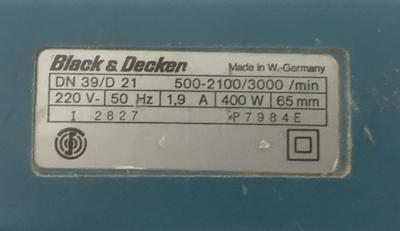 Black & Decker Made in W.-Germany
DN 39/D 21 500-2100/3000 /min
220 V- 50 Hz 1,9 A 400 W 65 mm
I 2827 P7984E